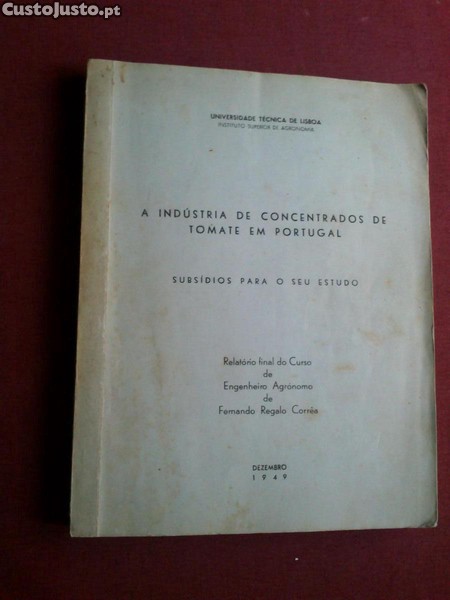 CustoJusto.pt
UNIVERSIDADE TÉCNICA DE LISBOA
INSTITUTO SUPERIOR DE AGRONOMIA
A INDÚSTRIA DE CONCENTRADOS DE
TOMATE EM PORTUGAL
SUBSÍDIOS PARA O SEU ESTUDO
Relatório final do Curso
de
Engenheiro Agrónomo
de
Fernando Regalo Corrêa
DEZEMBRO
1949